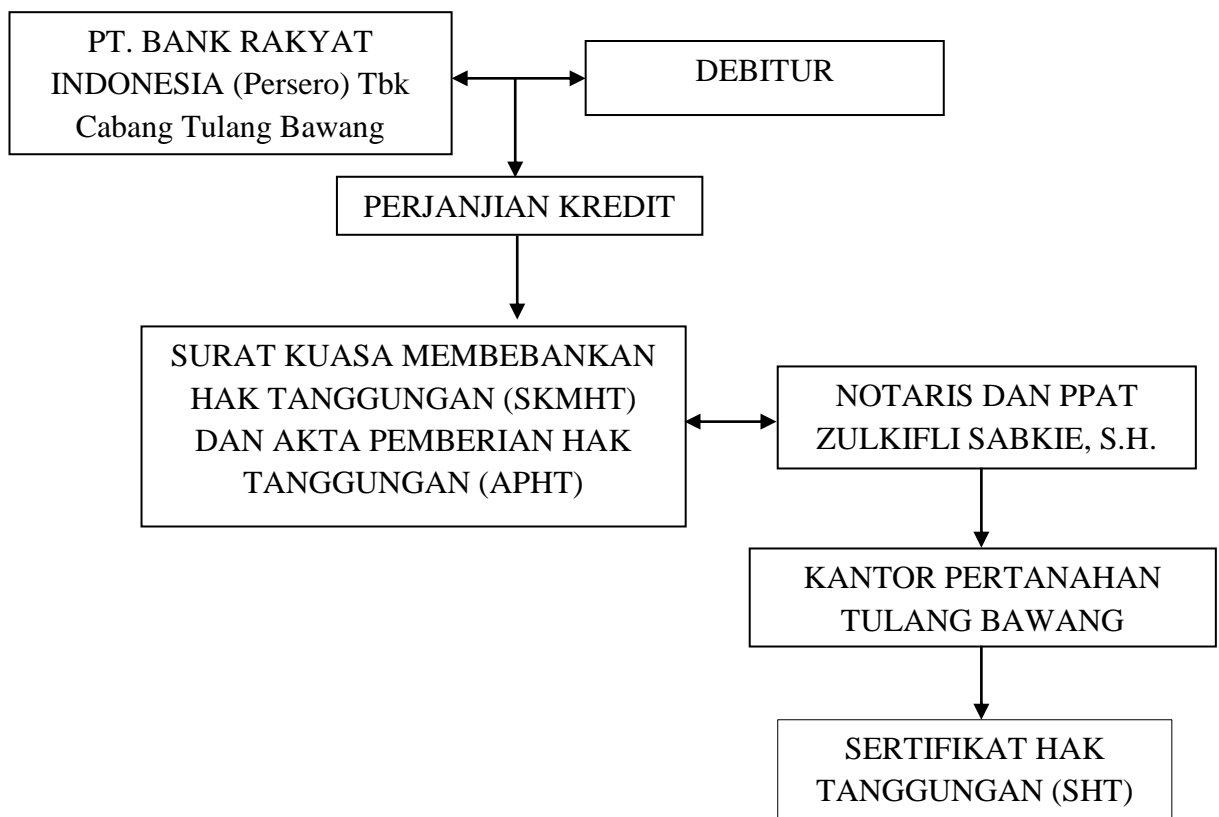 PT. BANK RAKYAT
INDONESIA (Persero) Tbk
Cabang Tulang Bawang
DEBITUR
PERJANJIAN KREDIT
SURAT KUASA MEMBEBANKAN
HAK TANGGUNGAN (SKMHT)
DAN AKTA PEMBERIAN HAK
TANGGUNGAN (APHT)
NOTARIS DAN PPAT
ZULKIFLI SABKIE, S.H.
KANTOR PERTANAHAN
TULANG BAWANG
SERTIFIKAT HAK
TANGGUNGAN (SHT)